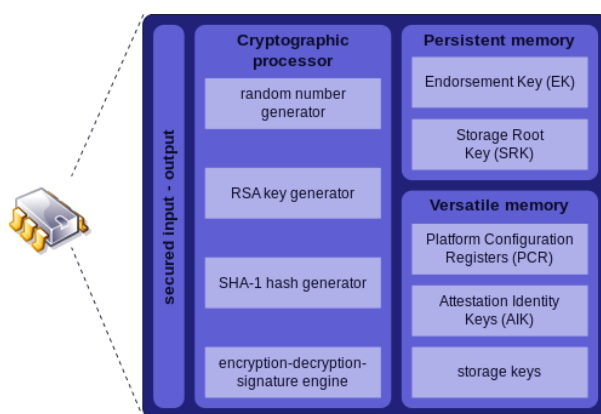 secured input - output
Cryptographic
processor
random number
generator
RSA key generator
SHA-1 hash generator
encryption-decryption-
signature engine
Persistent memory
Endorsement Key (EK)
Storage Root
Key (SRK)
Versatile memory
Platform Configuration
Registers (PCR)
Attestation Identity
Keys (AIK)
storage keys